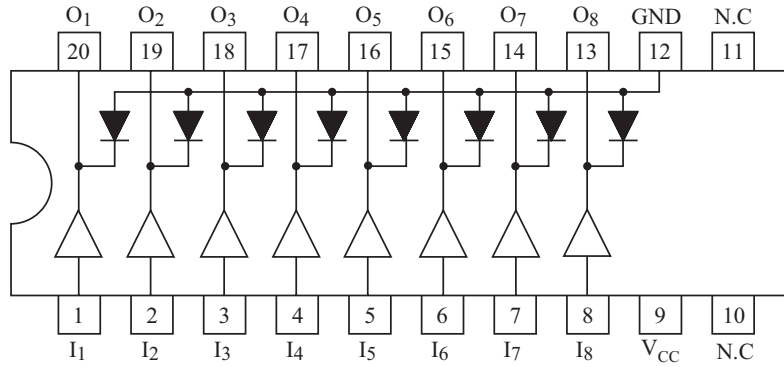 O1 O2 O3 O4 O5 O6 O7 O8 GND N.C
20 19 18 17 16 15 14 13 12 11
1 2 3 4 5 6 7 8 9 10
I1 I2 I3 I4 I5 I6 I7 I8 VCC N.C